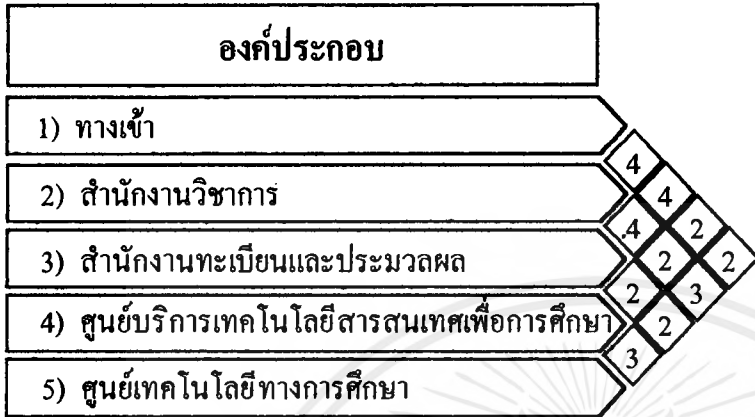 องค์ประกอบ
1) ทางเข้า
2) สำนักงานวิชาการ
3) สำนักงานทะเบียนและประมวลผล
4) ศูนย์บริการเทคโนโลยีสารสนเทศเพื่อการศึกษา
5) ศูนย์เทคโนโลยีทางการศึกษา
4
4
4 2
2 2
2 3
2
3